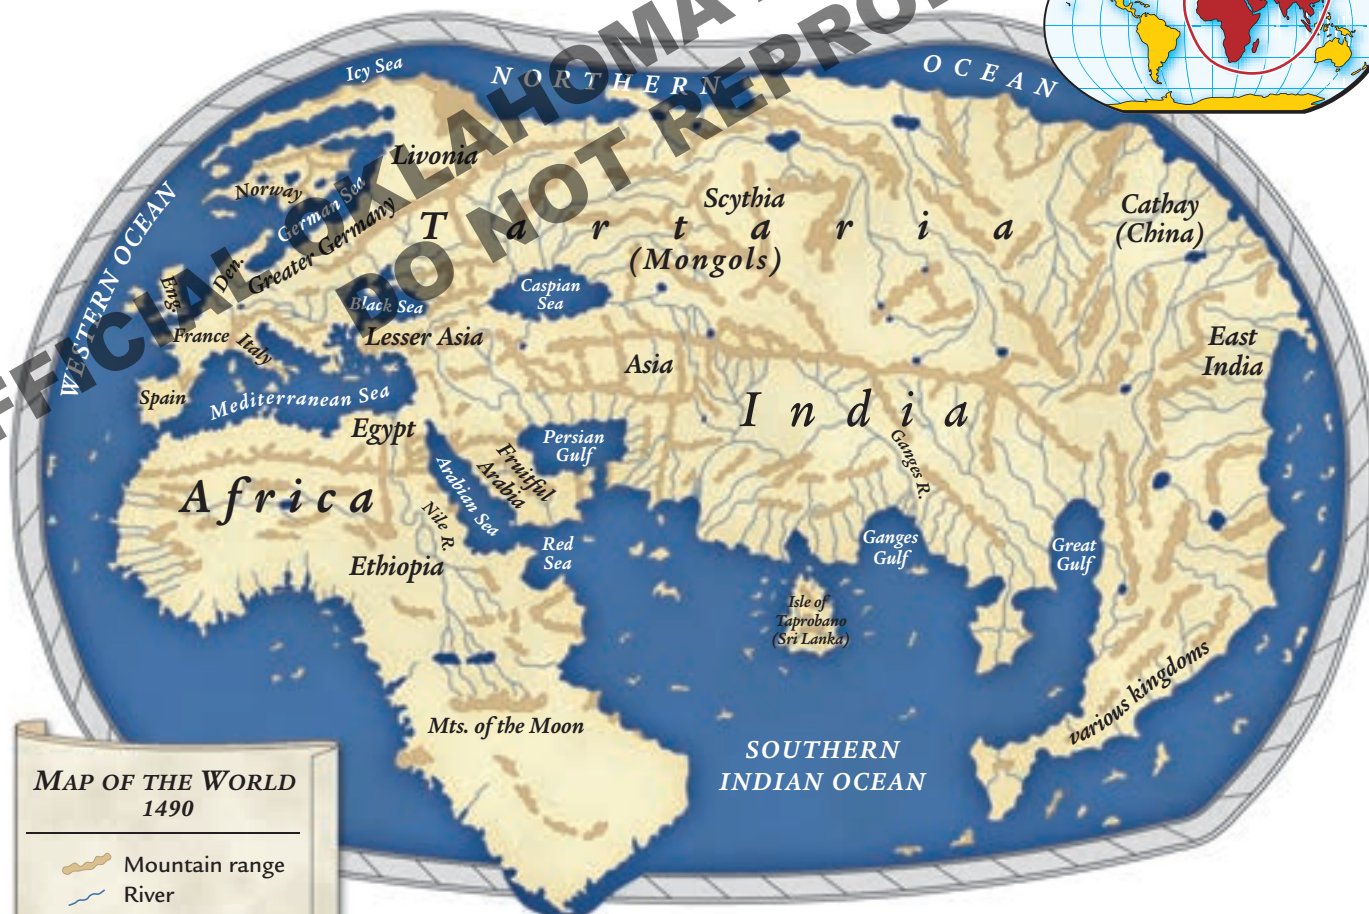 Icy Sea
NORTHERN
OCEAN
WESTERN OCEAN
Livonia
Norway
German Sea
Greater Germany
Den.
Eng.
Scythia
Tartaria
(Mongols)
Cathay
(China)
Black Sea
Caspian
Sea
France
Italy
Lesser Asia
Asia
East
India
Spain
Mediterranean Sea
India
Egypt
Persian
Gulf
Fruitful
Arabia
Arabian Sea
Ganges R.
Africa
Nile R.
Ethiopia
Red
Sea
Ganges
Gulf
Great
Gulf
Isle of
Taprobano
(Sri Lanka)
various kingdoms
Mts. of the Moon
SOUTHERN
INDIAN OCEAN
MAP OF THE WORLD
1490
Mountain range
River
OKLAHOMA
DO NOT